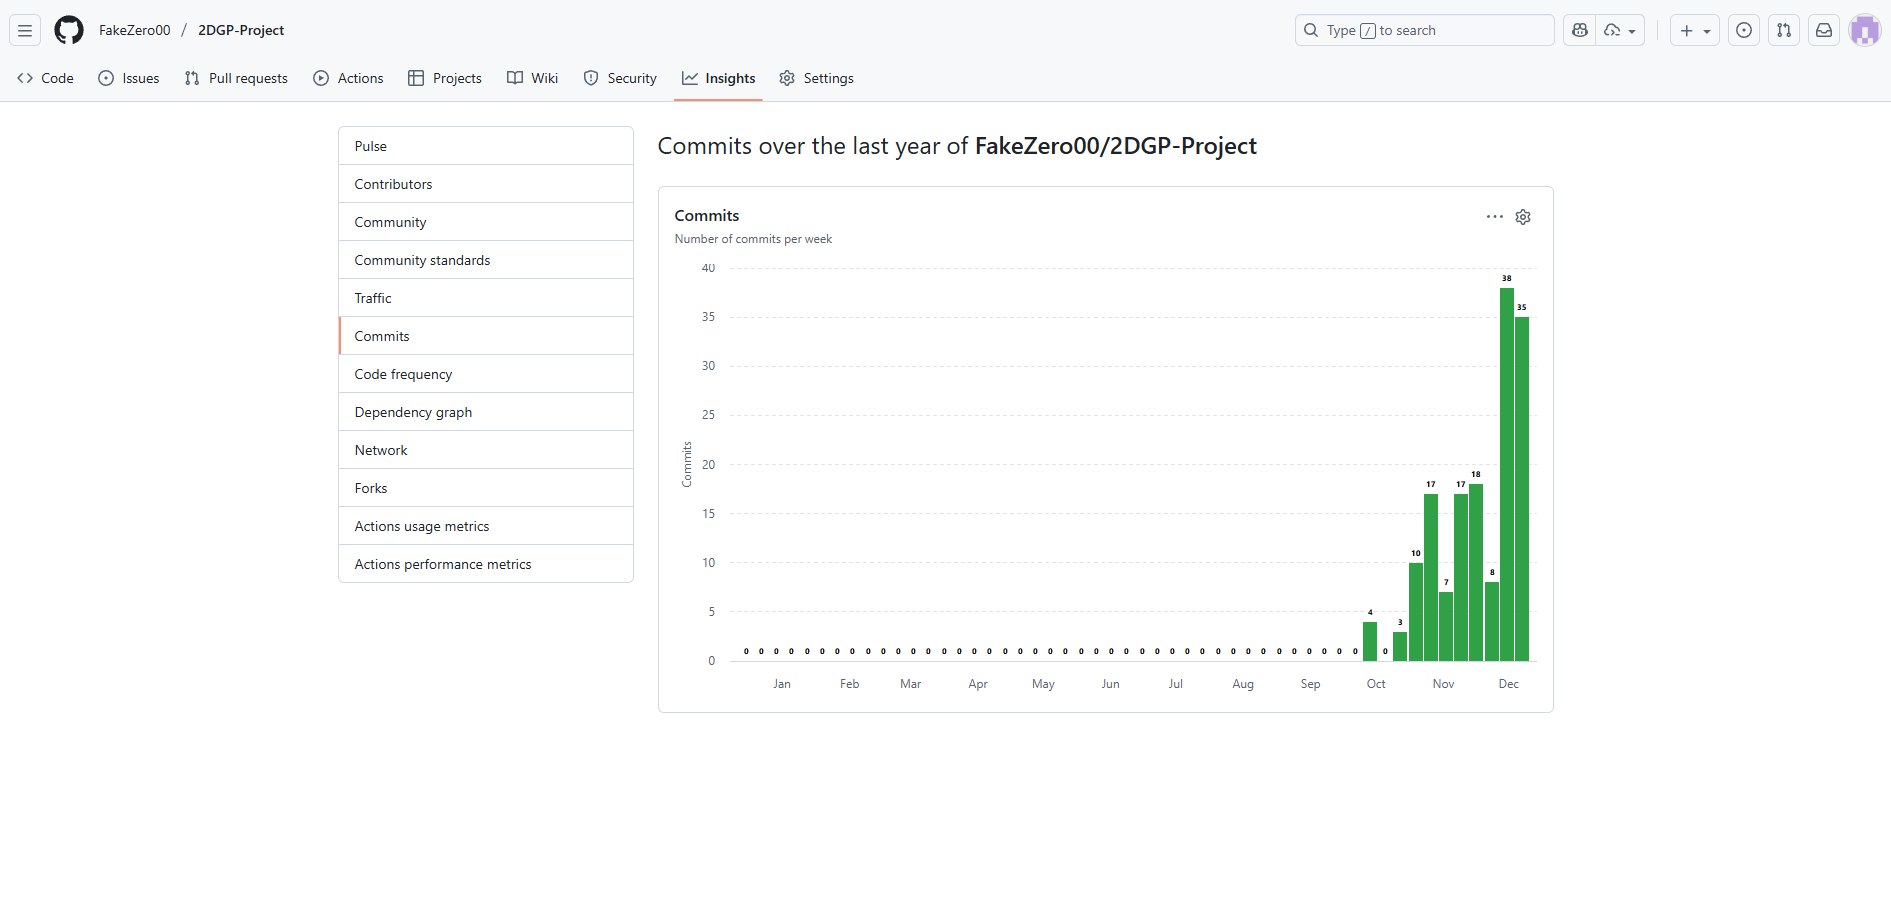 FakeZero00 / 2DGP-Project
Type / to search
Code Issues Pull requests Actions Projects Wiki Security Insights Settings
Pulse
Contributors
Community
Community standards
Traffic
Commits
Code frequency
Dependency graph
Network
Forks
Actions usage metrics
Actions performance metrics
Commits over the last year of FakeZero00/2DGP-Project
Commits
Number of commits per week
Commits
40
35
30
25
20
15
10
5
0
0 0 0 0 0 0 0 0 0 0 0 0 0 0 0 0 0 0 0 0 0 0 0 0 0 0 0 0 0 0 0 0 0 0 0 0 0 0 0 0 0 4 0 3 10 17 7 17 18 8 38 35
Jan Feb Mar Apr May Jun Jul Aug Sep Oct Nov Dec